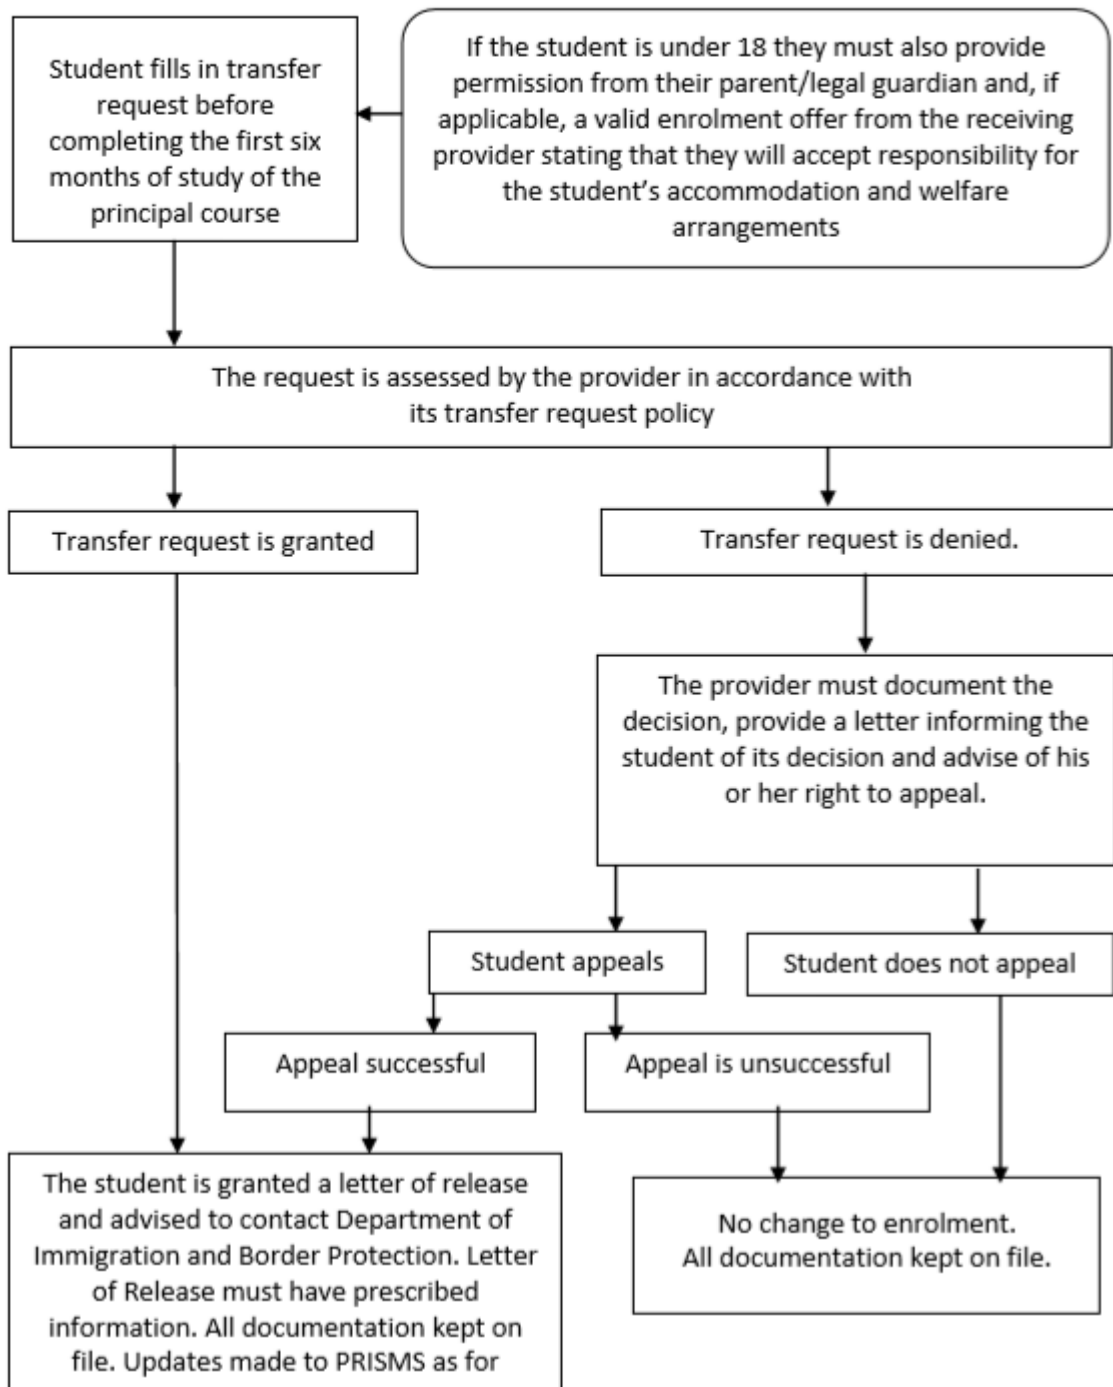 Student fills in transfer
request before
completing the first six
months of study of the
principal course
If the student is under 18 they must also provide
permission from their parent/legal guardian and, if
applicable, a valid enrolment offer from the receiving
provider stating that they will accept responsibility for
the student’s accommodation and welfare
arrangements
The request is assessed by the provider in accordance with
its transfer request policy
Transfer request is granted
Transfer request is denied.
The provider must document the
decision, provide a letter informing the
student of its decision and advise of his
or her right to appeal.
Student appeals
Student does not appeal
Appeal successful
Appeal is unsuccessful
The student is granted a letter of release
and advised to contact Department of
Immigration and Border Protection. Letter
of Release must have prescribed
information. All documentation kept on
file. Updates made to PRISMS as for
No change to enrolment.
All documentation kept on file.